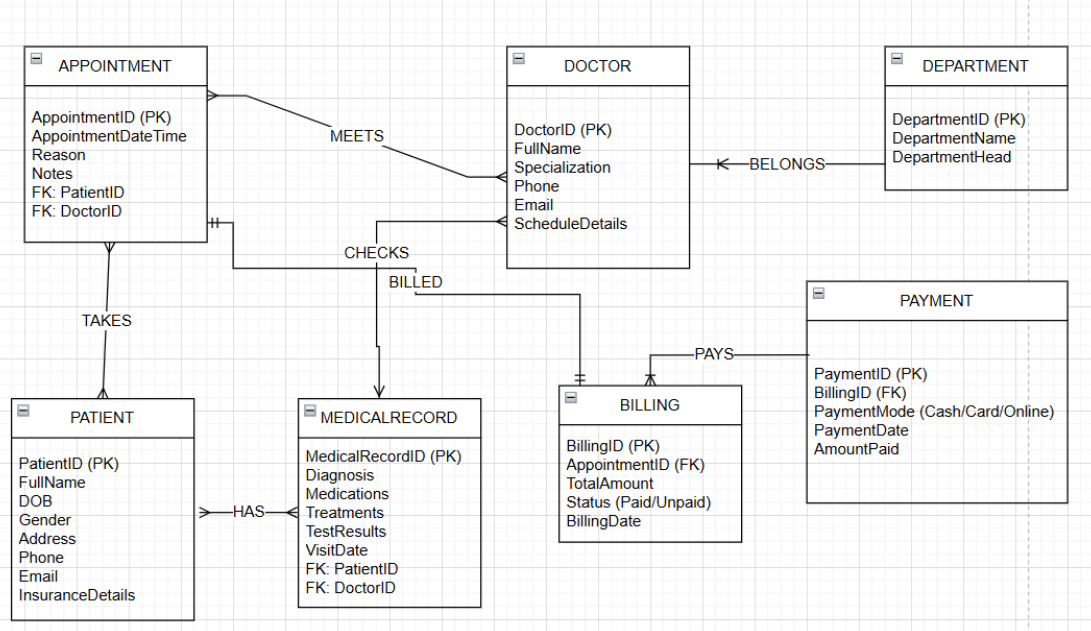 APPOINTMENT
AppointmentID (PK)
AppointmentDateTime
Reason
Notes
FK: PatientID
FK: DoctorID
MEETS
DOCTOR
DoctorID (PK)
FullName
Specialization
Phone
Email
ScheduleDetails
BELONGS
DEPARTMENT
DepartmentID (PK)
DepartmentName
DepartmentHead
CHECKS
BILLED
TAKES
PAYS
PAYMENT
PaymentID (PK)
BillingID (FK)
PaymentMode (Cash/Card/Online)
PaymentDate
AmountPaid
PATIENT
PatientID (PK)
FullName
DOB
Gender
Address
Phone
Email
InsuranceDetails
HAS
MEDICALRECORD
MedicalRecordID (PK)
Diagnosis
Medications
Treatments
TestResults
VisitDate
FK: PatientID
FK: DoctorID
BILLING
BillingID (PK)
AppointmentID (FK)
TotalAmount
Status (Paid/Unpaid)
BillingDate